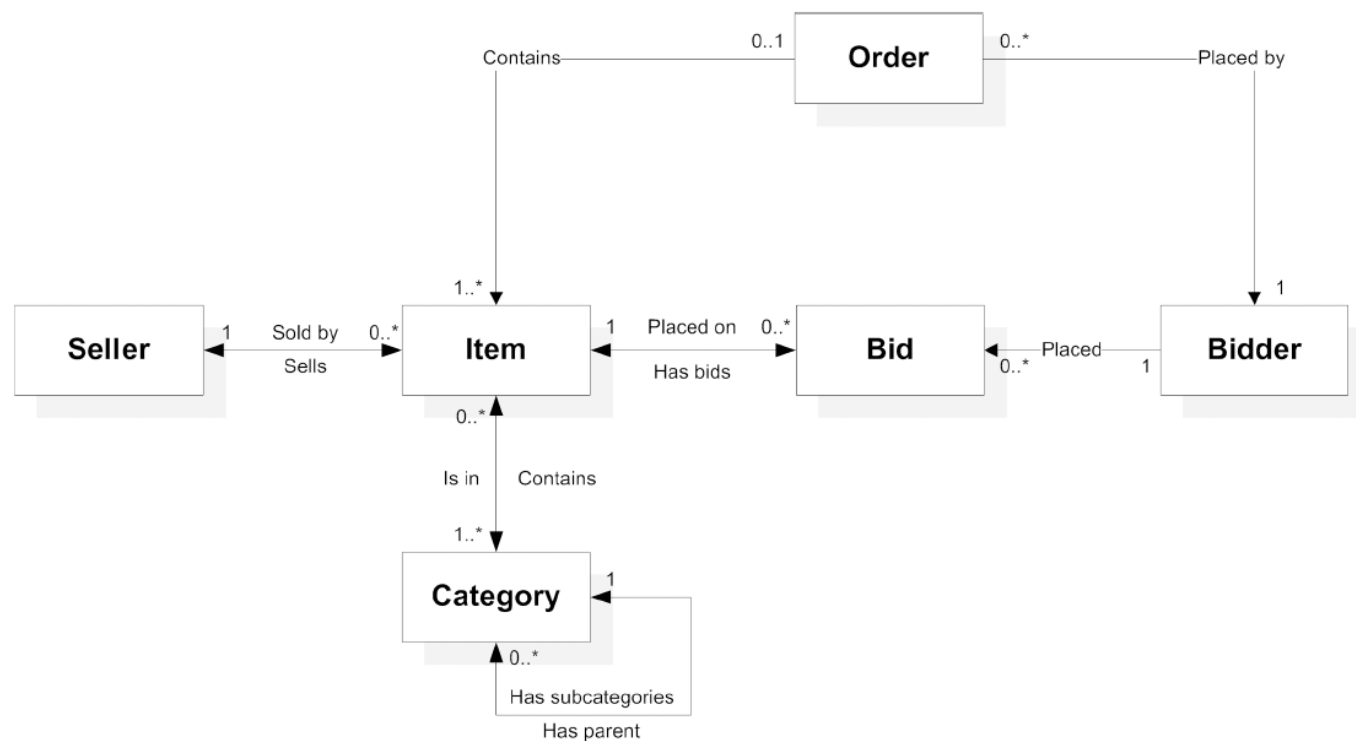 0..1
Order
0..*
Contains
Placed by
1..*
1
Seller
1
Sold by
0..*
Sells
Item
1
Placed on
0..*
Has bids
Bid
0..*
Placed
1
Bidder
0..*
Is in
Contains
1..*
Category
1
0..*
Has subcategories
Has parent